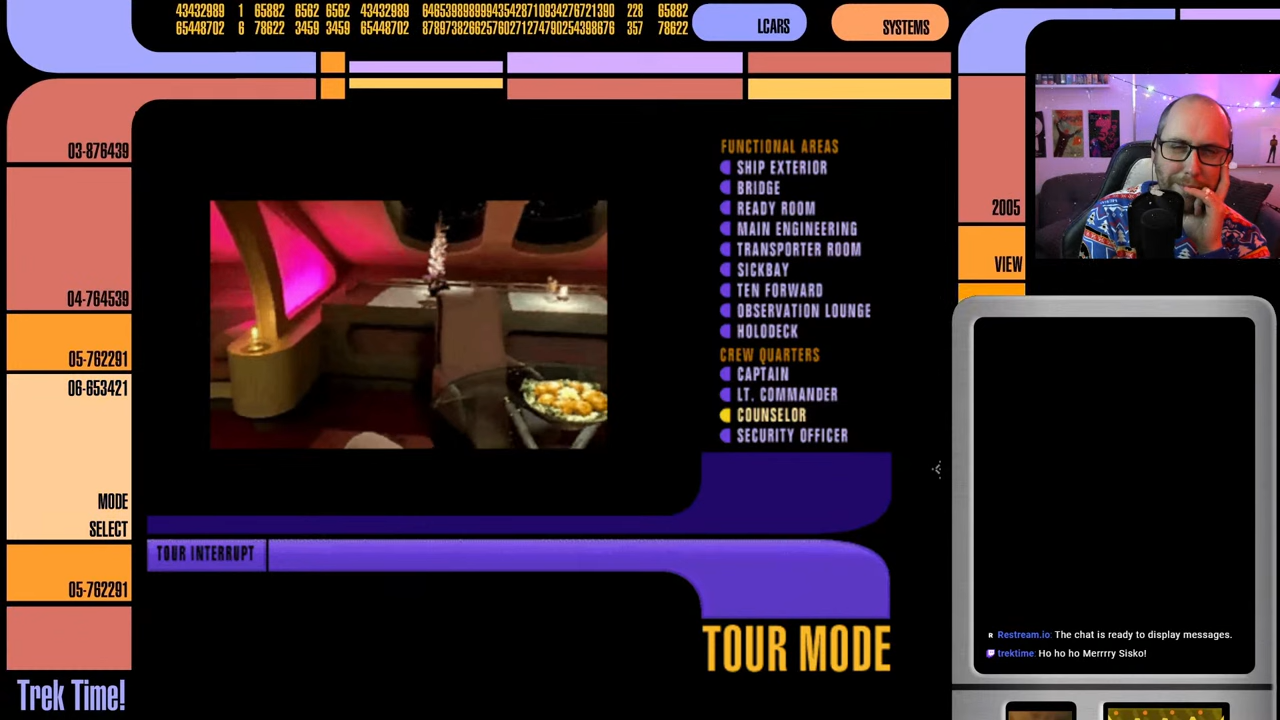 43432989 1 65882 6562 6562 43432989 64653989899943542871093427672139​0 228 65882
65448702 6 78622 3459 3459 65448702 87897382662576027127479025439867​6 357 78622
LCARS
SYSTEMS
03-876439
04-764539
05-762291
06-653421
MODE
SELECT
05-762291
Trek Time!
FUNCTIONAL AREAS
SHIP EXTERIOR
BRIDGE
READY ROOM
MAIN ENGINEERING
TRANSPORTER ROOM
SICKBAY
TEN FORWARD
OBSERVATION LOUNGE
HOLODECK
CREW QUARTERS
CAPTAIN
LT. COMMANDER
COUNSELOR
SECURITY OFFICER
TOUR INTERRUPT
TOUR MODE
2005
VIEW
R Restream.io: The chat is ready to display messages.
trektime: Ho ho ho Merrrry Sisko!